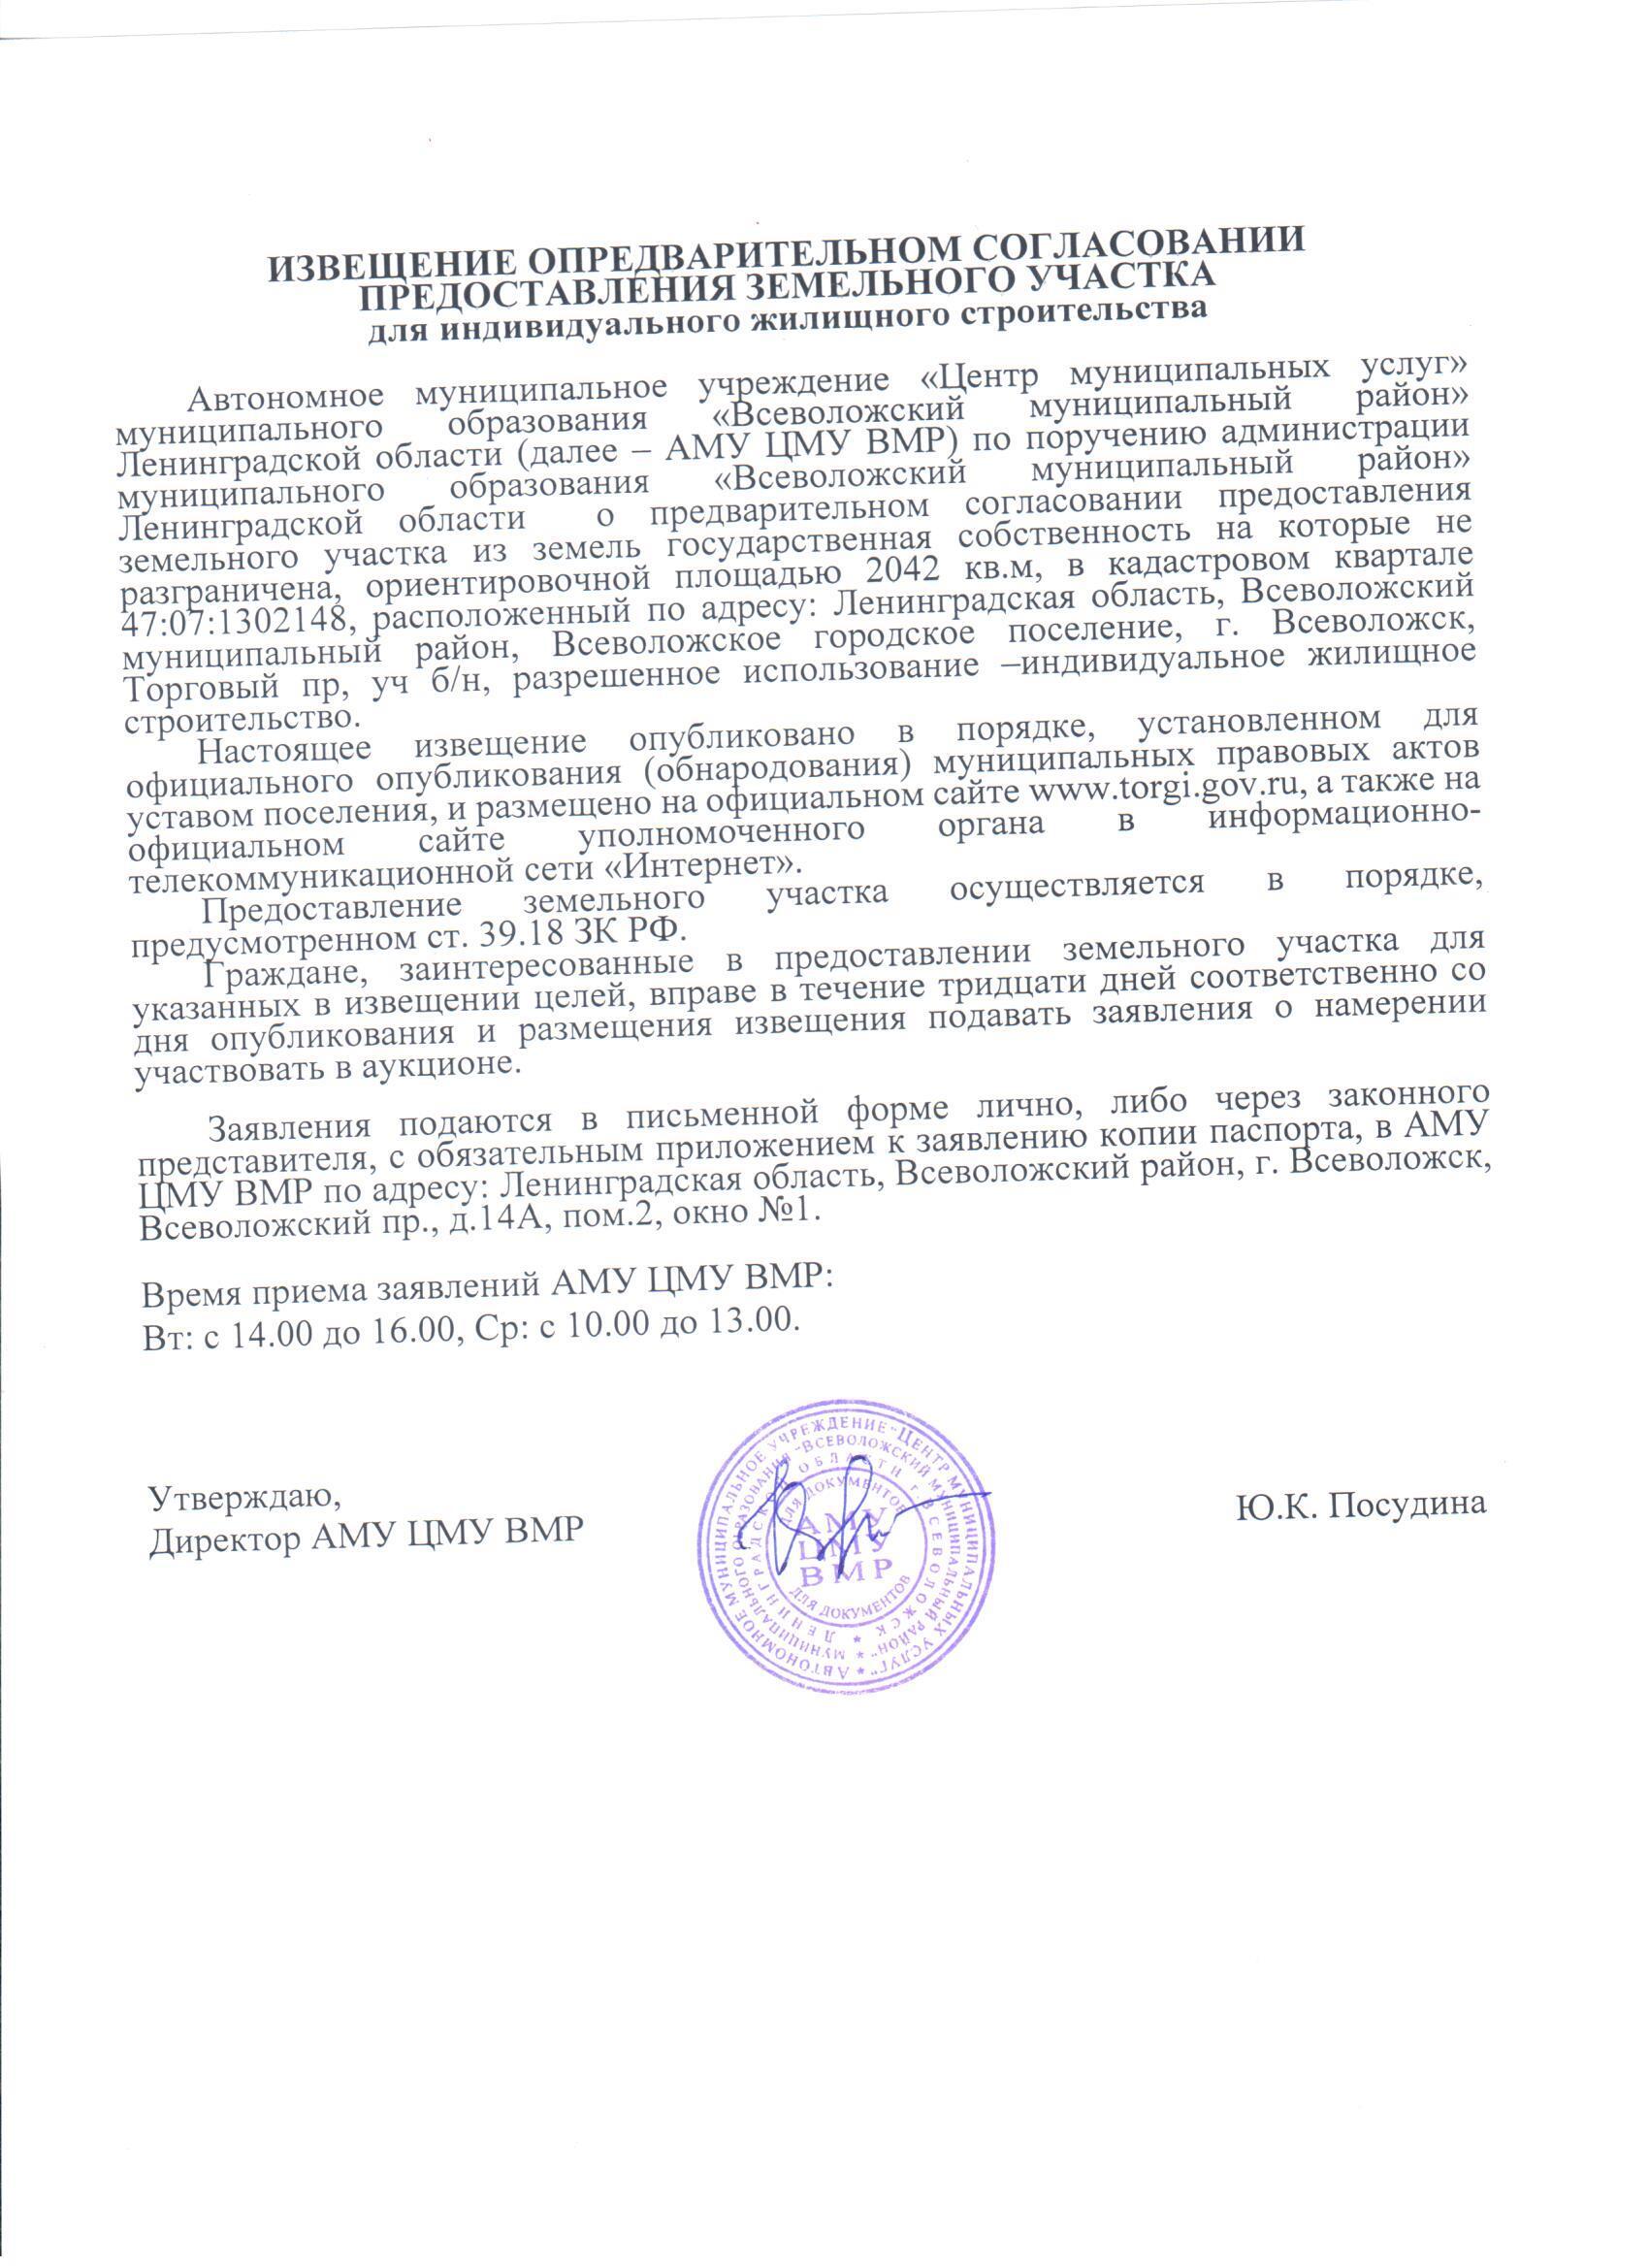 ИЗВЕЩЕНИЕ ОПРЕДВАРИТЕЛЬНОМ СОГЛАСОВАНИИ
ПРЕДОСТАВЛЕНИЯ ЗЕМЕЛЬНОГО УЧАСТКА
для индивидуального жилищного строительства
Автономное муниципальное учреждение «Центр муниципальных услуг»
муниципального образования «Всеволожский муниципальный район»
Ленинградской области (далее – АМУ ЦМУ ВМР) по поручению администрации
муниципального образования «Всеволожский муниципальный район»
Ленинградской области о предварительном согласовании предоставления
земельного участка из земель государственная собственность на которые не
разграничена, ориентировочной площадью 2042 кв.м, в кадастровом квартале
47:07:1302148, расположенный по адресу: Ленинградская область, Всеволожский
муниципальный район, Всеволожское городское поселение, г. Всеволожск,
Торговый пр, уч б/н, разрешенное использование –индивидуальное жилищное
строительство.
Настоящее извещение опубликовано в порядке, установленном для
официального опубликования (обнародования) муниципальных правовых актов
уставом поселения, и размещено на официальном сайте www.torgi.gov.ru, а также на
официальном сайте уполномоченного органа в информационно-
телекоммуникационной сети «Интернет».
Предоставление земельного участка осуществляется в порядке,
предусмотренном ст. 39.18 ЗК РФ.
Граждане, заинтересованные в предоставлении земельного участка для
указанных в извещении целей, вправе в течение тридцати дней соответственно со
дня опубликования и размещения извещения подавать заявления о намерении
участвовать в аукционе.
Заявления подаются в письменной форме лично, либо через законного
представителя, с обязательным приложением к заявлению копии паспорта, в АМУ
ЦМУ ВМР по адресу: Ленинградская область, Всеволожский район, г. Всеволожск,
Всеволожский пр., д.14А, пом.2, окно №1.
Время приема заявлений АМУ ЦМУ ВМР:
Вт: с 14.00 до 16.00, Ср: с 10.00 до 13.00.
Утверждаю,
Директор АМУ ЦМУ ВМР
Ю.К. Посудина
АВТОНОМНОЕ МУНИЦИПАЛЬНОЕ УЧРЕЖДЕНИЕ "ЦЕНТР МУНИЦИПАЛЬНЫХ УСЛУГ" *
МУНИЦИПАЛЬНОГО ОБРАЗОВАНИЯ "ВСЕВОЛОЖСКИЙ МУНИЦИПАЛЬНЫЙ РАЙОН" *
ЛЕНИНГРАДСКОЙ ОБЛАСТИ г. ВСЕВОЛОЖСК *
ДЛЯ ДОКУМЕНТОВ
АМУ
ЦМУ
ВМР
ДЛЯ ДОКУМЕНТОВ